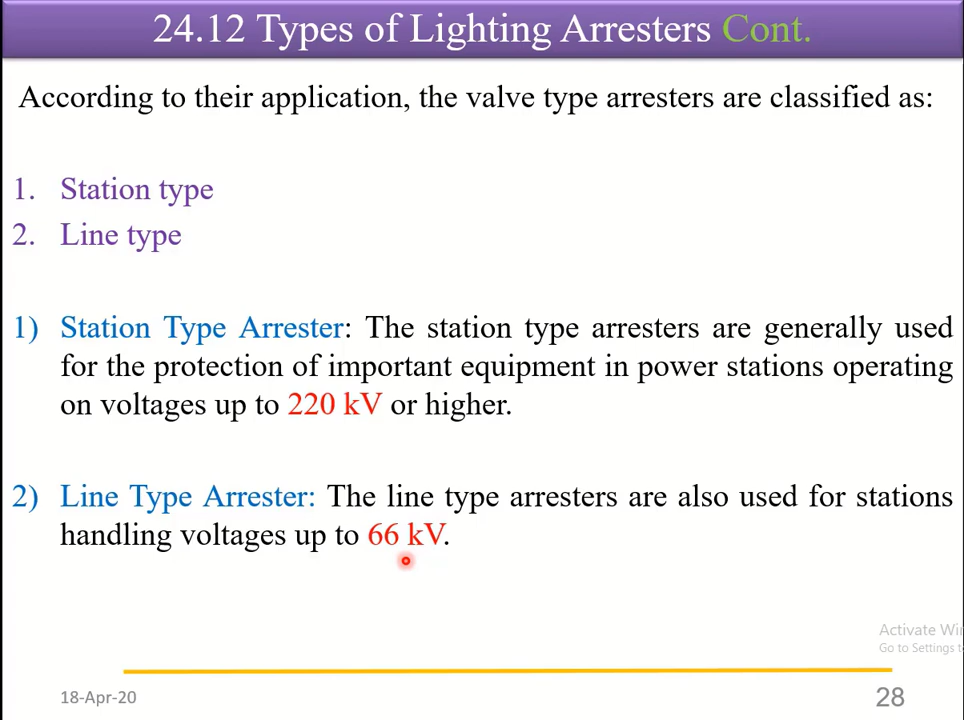 24.12 Types of Lighting Arresters Cont.
According to their application, the valve type arresters are classified as:
1. Station type
2. Line type
1) Station Type Arrester: The station type arresters are generally used
for the protection of important equipment in power stations operating
on voltages up to 220 kV or higher.
2) Line Type Arrester: The line type arresters are also used for stations
handling voltages up to 66 kV.
Activate Wi
Go to Settings t
18-Apr-20
28